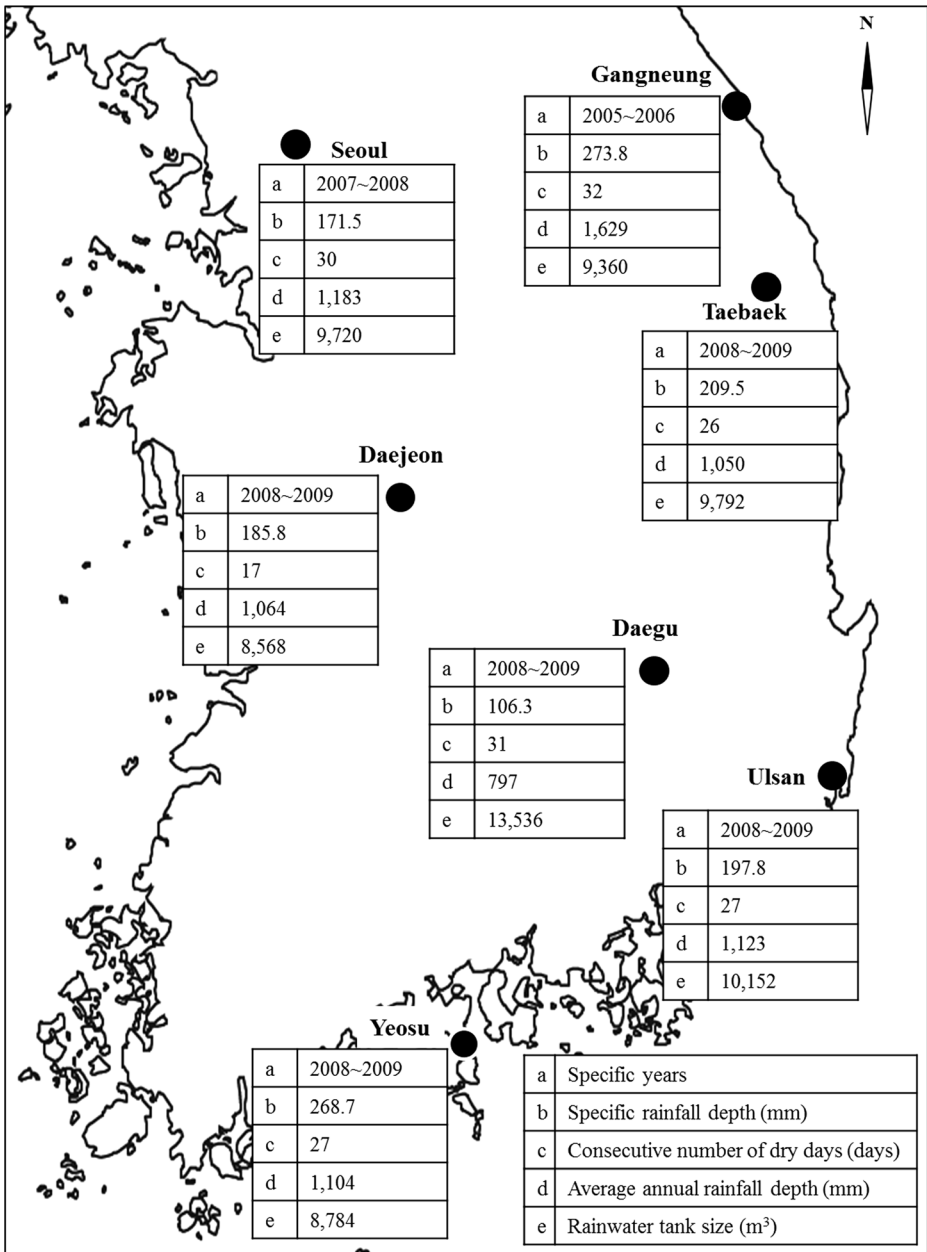 N
Gangneung
a 2005~2006
b 273.8
c 32
d 1,629
e 9,360
Seoul
a 2007~2008
b 171.5
c 30
d 1,183
e 9,720
Taebaek
a 2008~2009
b 209.5
c 26
d 1,050
e 9,792
Daejeon
a 2008~2009
b 185.8
c 17
d 1,064
e 8,568
Daegu
a 2008~2009
b 106.3
c 31
d 797
e 13,536
Ulsan
a 2008~2009
b 197.8
c 27
d 1,123
e 10,152
Yeosu
a 2008~2009
b 268.7
c 27
d 1,104
e 8,784
a Specific years
b Specific rainfall depth (mm)
c Consecutive number of dry days (days)
d Average annual rainfall depth (mm)
e Rainwater tank size (m³)